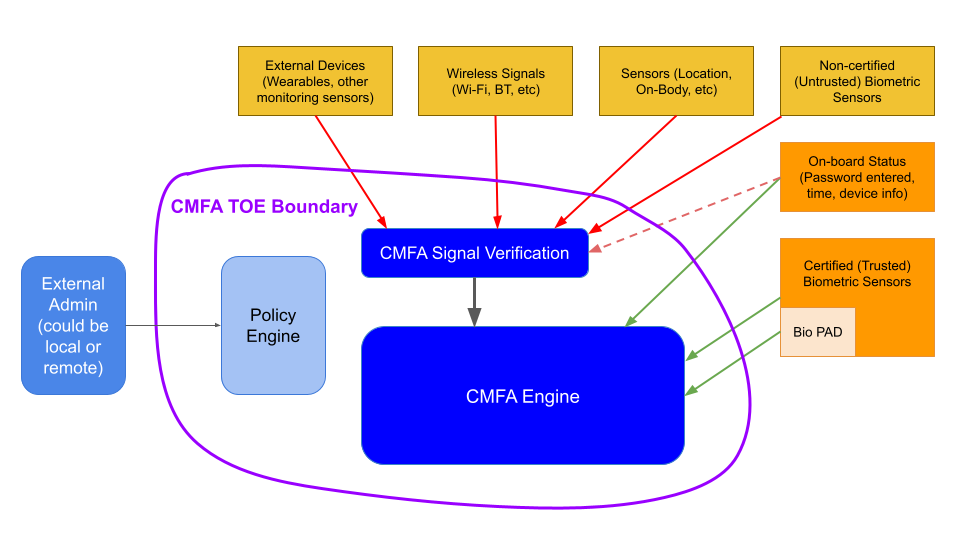 External Devices
(Wearables, other
monitoring sensors)
Wireless Signals
(Wi-Fi, BT, etc)
Sensors (Location,
On-Body, etc)
Non-certified
(Untrusted) Biometric
Sensors
On-board Status
(Password entered,
time, device info)
CMFA TOE Boundary
CMFA Signal Verification
Certified (Trusted)
Biometric Sensors
Bio PAD
External
Admin
(could be
local or
remote)
Policy
Engine
CMFA Engine